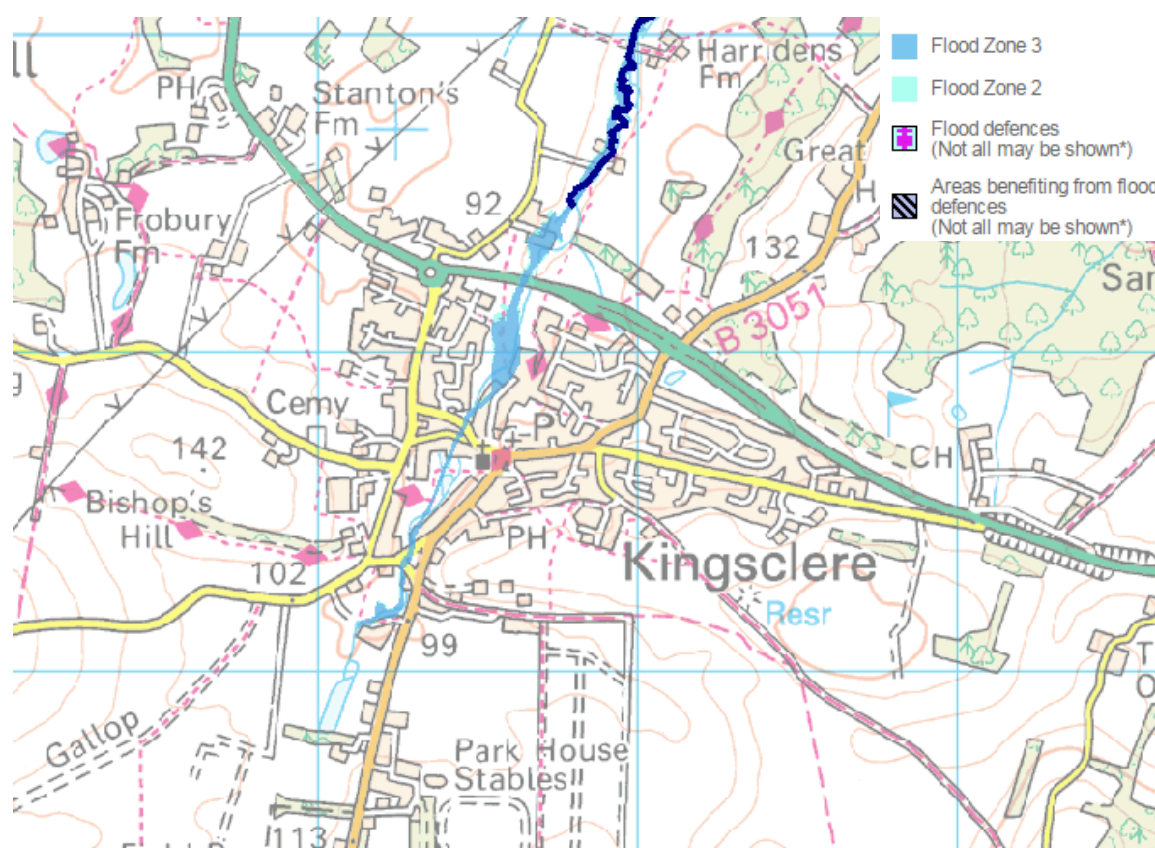 ll
PH
Stanton's
Fm
Harridens
Fm
Great
H
92
132
Frobury
Fm
B 3051
Cemy
P
142
CH
Bishop's
Hill
PH
Kingsclere
102
Resr
99
Gallop
Park House
Stables
113
Flood Zone 3
Flood Zone 2
Flood defences
(Not all may be shown*)
Areas benefiting from flood
defences
(Not all may be shown*)
San
T
O
g